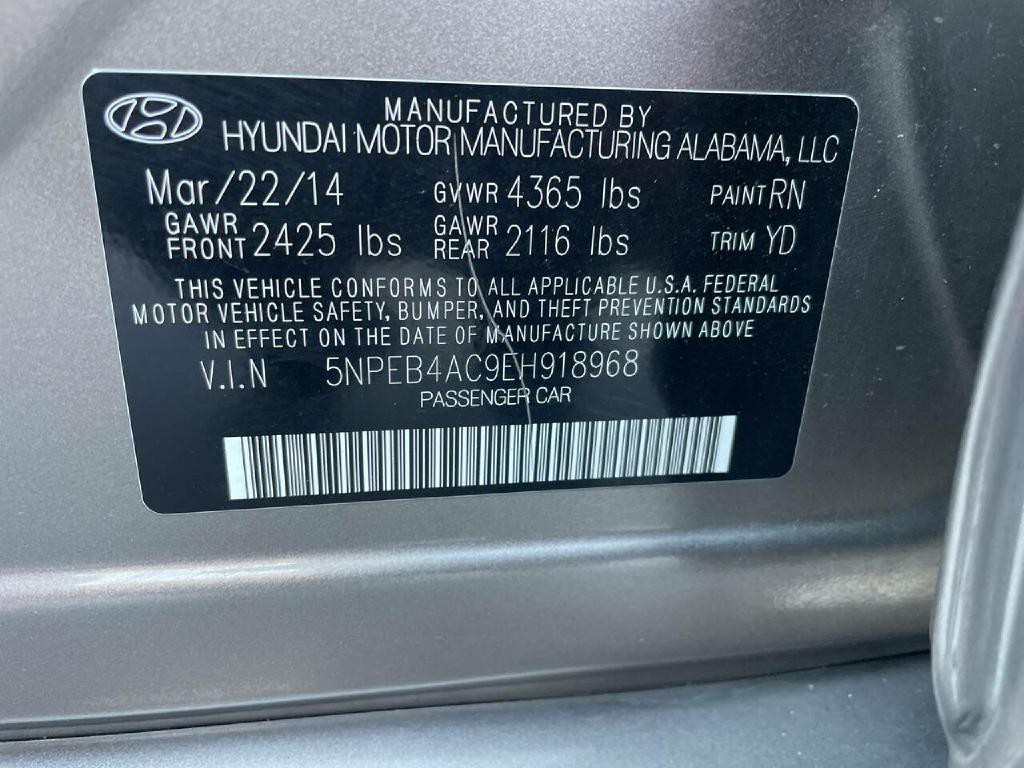 MANUFACTURED BY
HYUNDAI MOTOR MANUFACTURING ALABAMA, LLC
Mar/22/14 GVWR 4365 lbs PAINT RN
GAWR FRONT 2425 lbs GAWR REAR 2116 lbs TRIM YD
THIS VEHICLE CONFORMS TO ALL APPLICABLE U.S.A. FEDERAL
MOTOR VEHICLE SAFETY, BUMPER, AND THEFT PREVENTION STANDARDS
IN EFFECT ON THE DATE OF MANUFACTURE SHOWN ABOVE
V.I.N 5NPEB4AC9EH918968
PASSENGER CAR